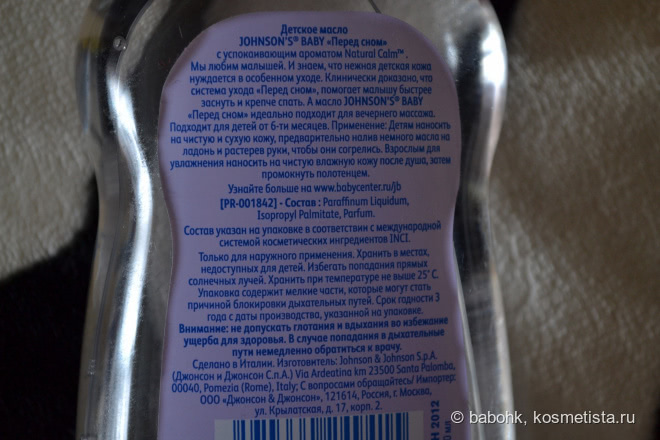 Детское масло
JOHNSON'S® BABY «Перед сном»
с успокаивающим ароматом Natural Calm™.
Мы любим малышей. И знаем, что нежная детская кожа
нуждается в особенном уходе. Клинически доказано, что
система ухода «Перед сном», помогает малышу быстрее
заснуть и крепче спать. А масло JOHNSON'S® BABY
«Перед сном» идеально подходит для вечернего массажа.
Подходит для детей от 6-ти месяцев. Применение: Детям наносить
на чистую и сухую кожу, предварительно налив немного масла на
ладонь и растерев руки, чтобы они согрелись. Взрослым для
увлажнения наносить на чистую влажную кожу после душа, затем
промокнуть полотенцем.
Узнайте больше на www.babycenter.ru/jb
[PR-001842] - Состав : Paraffinum Liquidum,
Isopropyl Palmitate, Parfum.
Состав указан на упаковке в соответствии с международной
системой косметических ингредиентов INCI.
Только для наружного применения. Хранить в местах,
недоступных для детей. Избегать попадания прямых
солнечных лучей. Хранить при температуре не выше 25° С.
Упаковка содержит мелкие части, которые могут стать
причиной блокировки дыхательных путей. Срок годности 3
года с даты производства, указанной на упаковке.
Внимание: не допускать глотания и вдыхания во избежание
ущерба для здоровья. В случае попадания в дыхательные
пути немедленно обратиться к врачу.
Сделано в Италии. Изготовитель: Johnson & Johnson S.p.A.
(Джонсон и Джонсон С.п.А.) Via Ardeatina km 23500 Santa Palomba,
00040, Pomezia (Rome), Italy; С вопросами обращайтесь/ Импортер:
ООО «Джонсон & Джонсон», 121614, Россия, г. Москва,
ул. Крылатская, д. 17, корп. 2.
2012
© babohk, kosmetista.ru